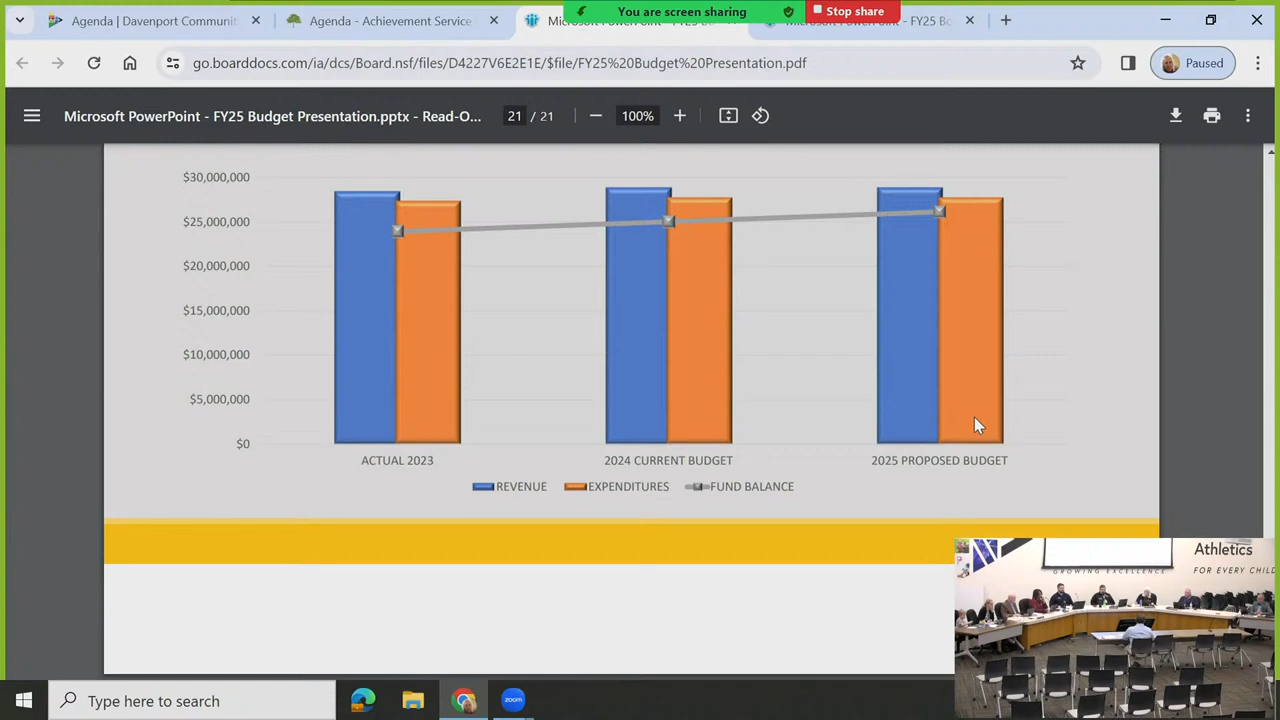 You are screen sharing
Stop share
Agenda | Davenport Communit
Agenda - Achievement Service
go.boarddocs.com/ia/dcs/Board.nsf/files/D4227V6E2E1E/$file/FY25%20Budget%20Presentation.pdf
Paused
Microsoft PowerPoint - FY25 Budget Presentation.pptx - Read-O...
21 / 21
100%
$30,000,000
$25,000,000
$20,000,000
$15,000,000
$10,000,000
$5,000,000
$0
ACTUAL 2023
2024 CURRENT BUDGET
2025 PROPOSED BUDGET
REVENUE
EXPENDITURES
FUND BALANCE
Athletics
GROWING EXCELLENCE
FOR EVERY CHILD
Type here to search
zoom